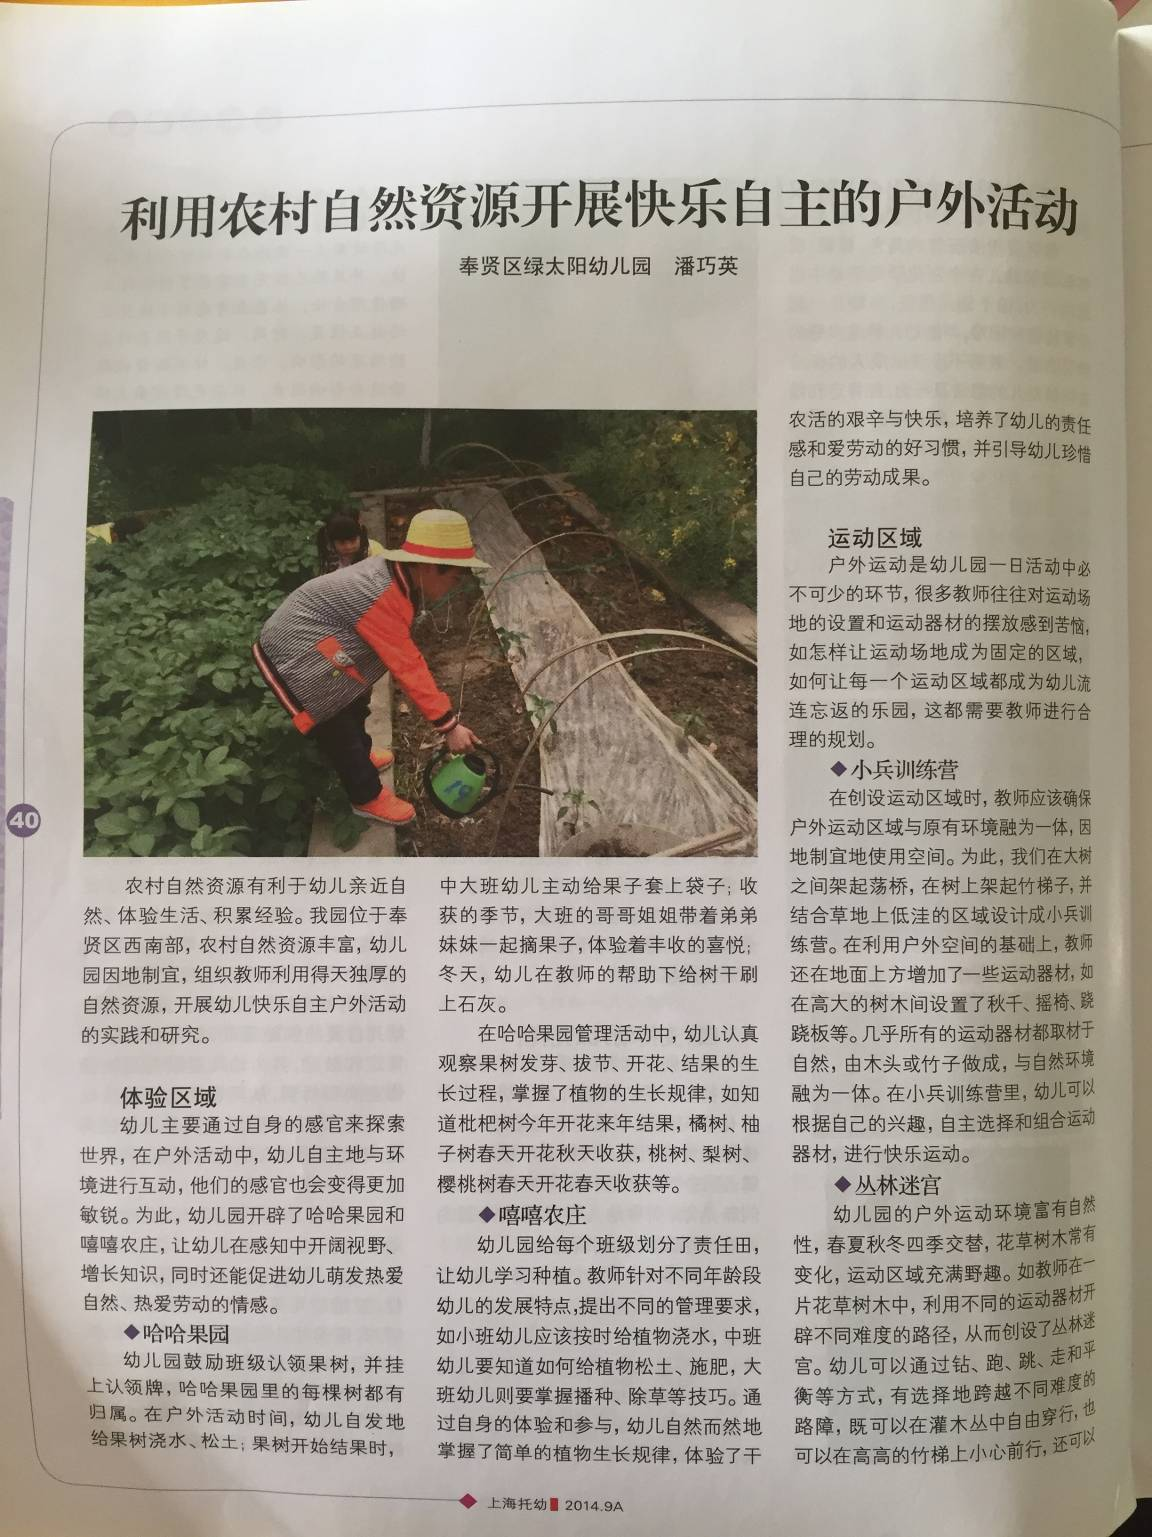 利用农村自然资源开展快乐自主的户外活动
奉贤区绿太阳幼儿园 潘巧英
农村自然资源有利于幼儿亲近自
然、体验生活、积累经验。我园位于奉
贤区西南部，农村自然资源丰富，幼儿
园因地制宜，组织教师利用得天独厚的
自然资源，开展幼儿快乐自主户外活动
的实践和研究。
体验区域
幼儿主要通过自身的感官来探索
世界，在户外活动中，幼儿自主地与环
境进行互动，他们的感官也会变得更加
敏锐。为此，幼儿园开辟了哈哈果园和
嘻嘻农庄，让幼儿在感知中开阔视野、
增长知识，同时还能促进幼儿萌发热爱
自然、热爱劳动的情感。
◆哈哈果园
幼儿园鼓励班级认领果树，并挂
上认领牌，哈哈果园里的每棵树都有
归属。在户外活动时间，幼儿自发地
给果树浇水、松土；果树开始结果时，
中大班幼儿主动给果子套上袋子；收
获的季节，大班的哥哥姐姐带着弟弟
妹妹一起摘果子，体验着丰收的喜悦；
冬天，幼儿在教师的帮助下给树干刷
上石灰。
在哈哈果园管理活动中，幼儿认真
观察果树发芽、拔节、开花、结果的生
长过程，掌握了植物的生长规律，如知
道枇杷树今年开花来年结果，橘树、柚
子树春天开花秋天收获，桃树、梨树、
樱桃树春天开花春天收获等。
◆嘻嘻农庄
幼儿园给每个班级划分了责任田，
让幼儿学习种植。教师针对不同年龄段
幼儿的发展特点，提出不同的管理要求，
如小班幼儿应该按时给植物浇水，中班
幼儿要知道如何给植物松土、施肥，大
班幼儿则要掌握播种、除草等技巧。通
过自身的体验和参与，幼儿自然而然地
掌握了简单的植物生长规律，体验了干
农活的艰辛与快乐，培养了幼儿的责任
感和爱劳动的好习惯，并引导幼儿珍惜
自己的劳动成果。
运动区域
户外运动是幼儿园一日活动中必
不可少的环节，很多教师往往对运动场
地的设置和运动器材的摆放感到苦恼，
如怎样让运动场地成为固定的区域，
如何让每一个运动区域都成为幼儿流
连忘返的乐园，这都需要教师进行合
理的规划。
◆小兵训练营
在创设运动区域时，教师应该确保
户外运动区域与原有环境融为一体，因
地制宜地使用空间。为此，我们在大树
之间架起荡桥，在树上架起竹梯子，并
结合草地上低洼的区域设计成小兵训
练营。在利用户外空间的基础上，教师
还在地面上方增加了一些运动器材，如
在高大的树木间设置了秋千、摇椅、跷
跷板等。几乎所有的运动器材都取材于
自然，由木头或竹子做成，与自然环境
融为一体。在小兵训练营里，幼儿可以
根据自己的兴趣，自主选择和组合运动
器材，进行快乐运动。
◆丛林迷宫
幼儿园的户外运动环境富有自然
性，春夏秋冬四季交替，花草树木常有
变化，运动区域充满野趣。如教师在一
片花草树木中，利用不同的运动器材开
辟不同难度的路径，从而创设了丛林迷
宫。幼儿可以通过钻、跑、跳、走和平
衡等方式，有选择地跨越不同难度的
路障，既可以在灌木丛中自由穿行，也
可以在高高的竹梯上小心前行，还可以
40
上海托幼 2014.9A